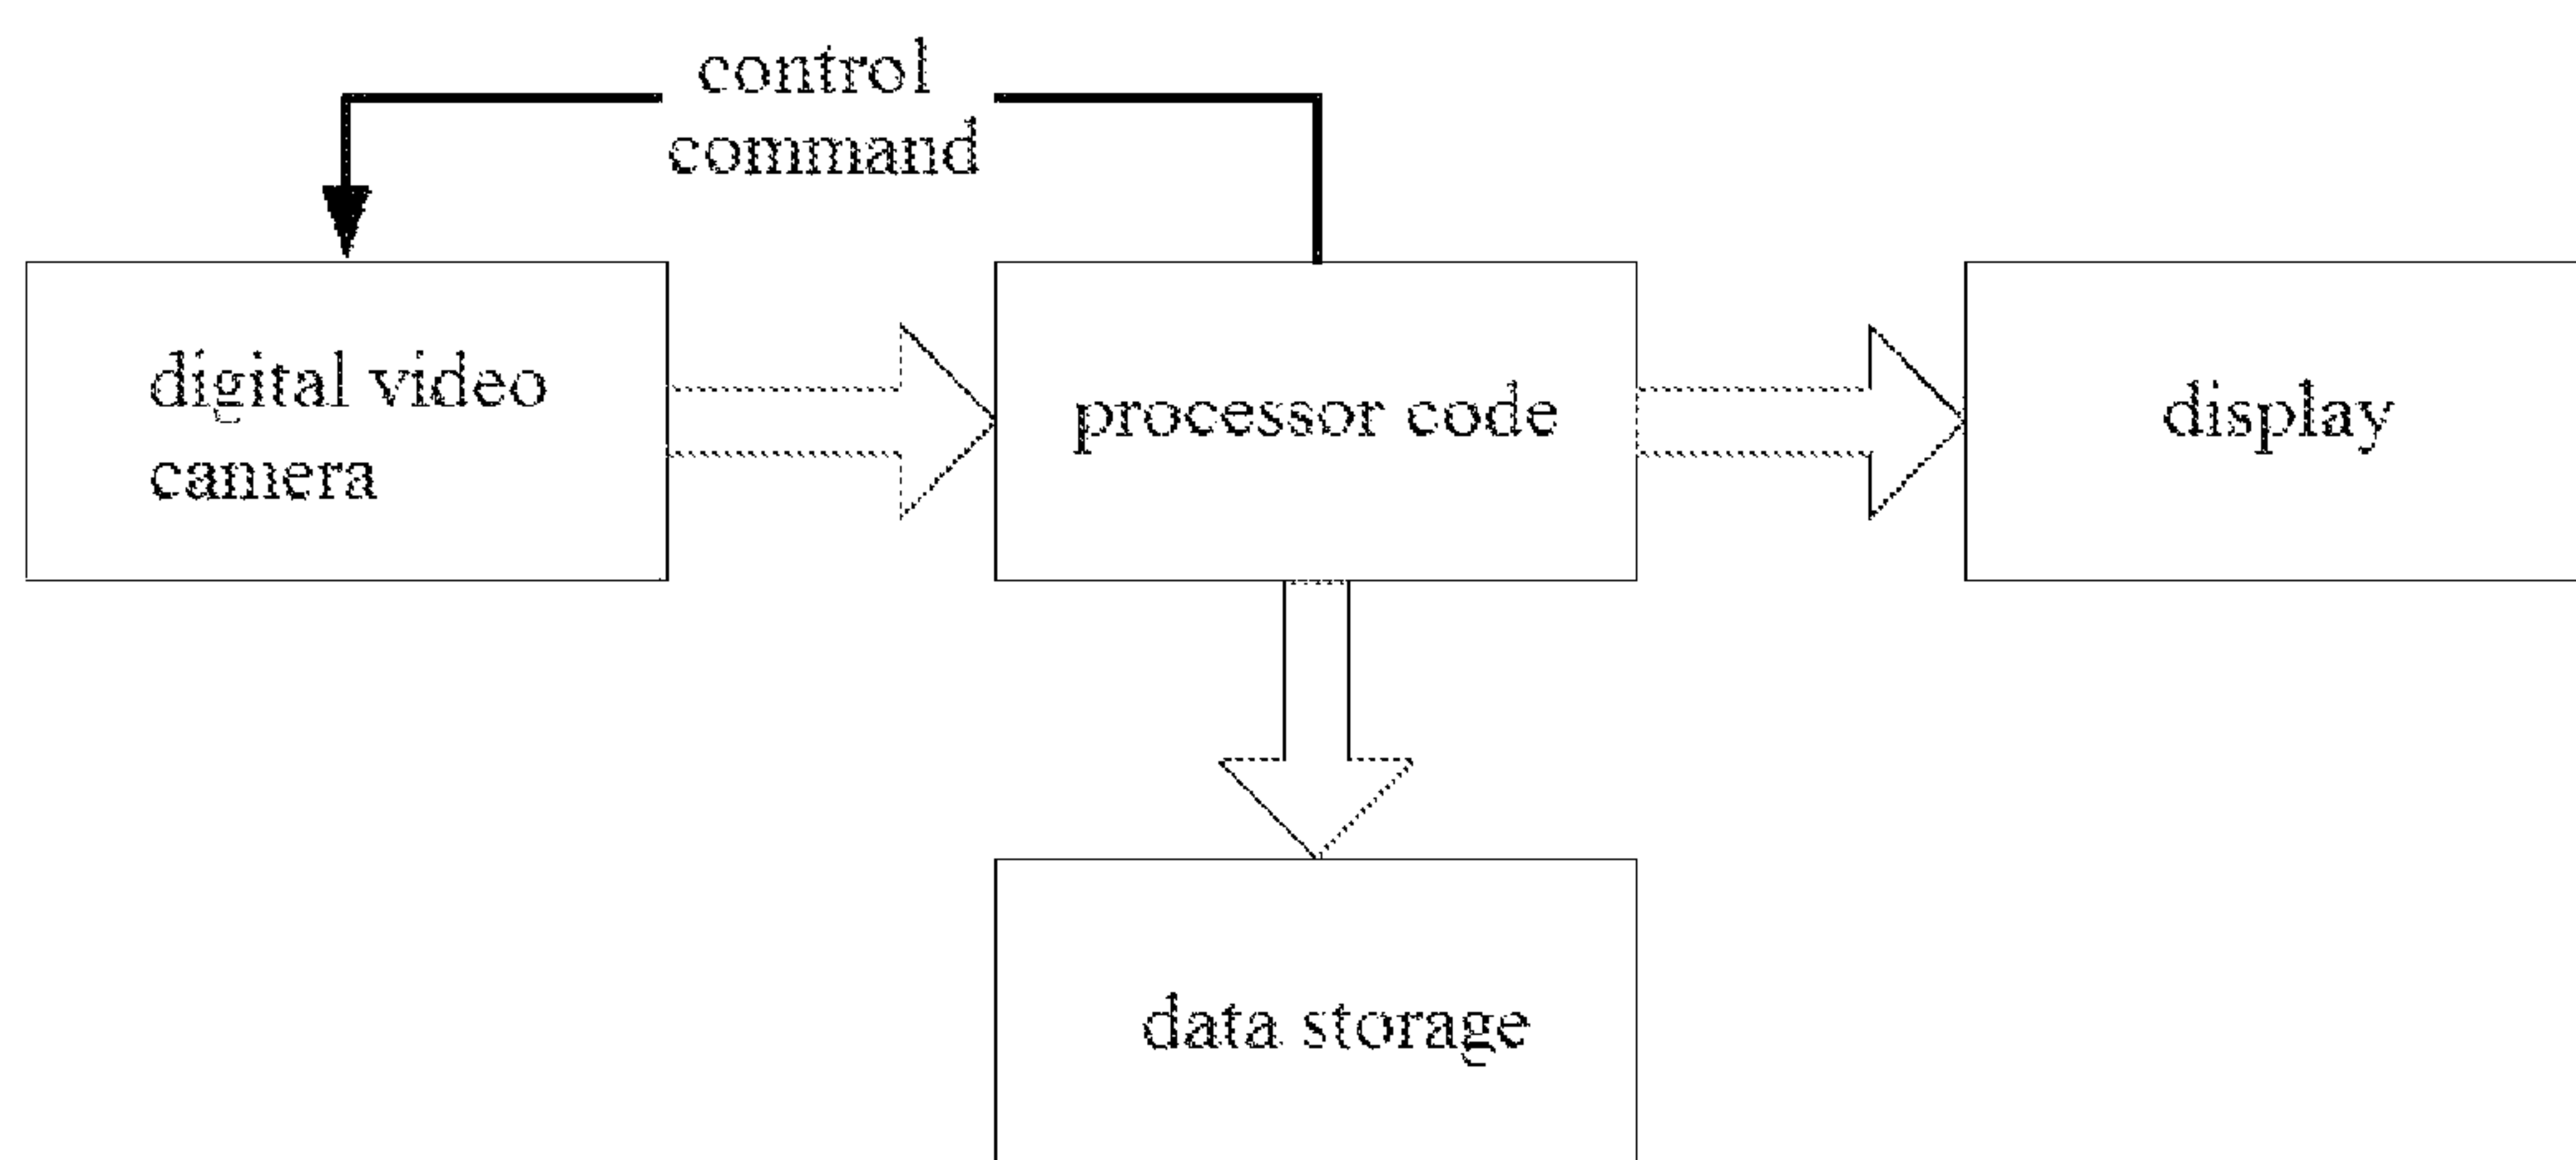 control
command
digital video
camera
processor code
display
data storage